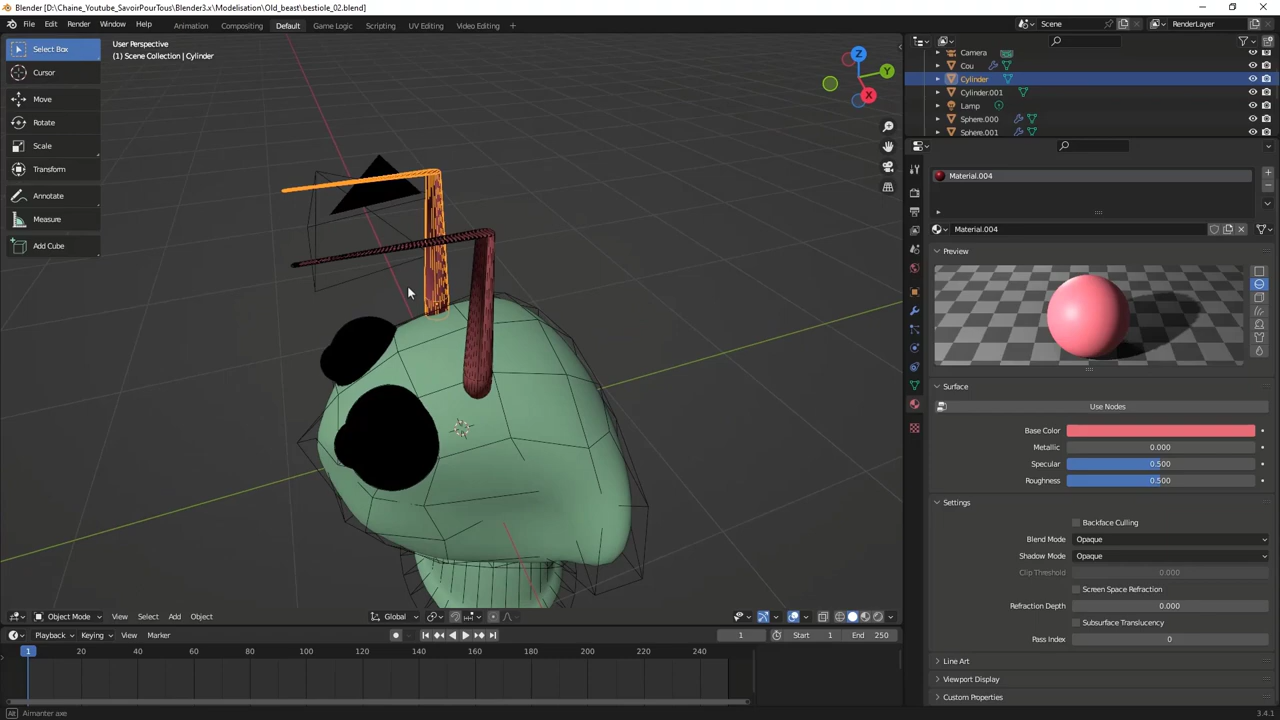 Blender [D:\Chaine_Youtube_SavoirPourTous\Blender3.x\Modelisation\Old_beast\bestiole_02.blend]
File Edit Render Window Help Animation Compositing Default Game Logic Scripting UV Editing Video Editing Scene RenderLayer
Select Box
Cursor
Move
Rotate
Scale
Transform
Annotate
Measure
Add Cube
User Perspective
(1) Scene Collection | Cylinder
Z
Y
X
Camera
Cou
Cylinder
Cylinder.001
Lamp
Sphere.000
Sphere.001
Material.004
Material.004
Preview
Surface
Use Nodes
Base Color
Metallic 0.000
Specular 0.500
Roughness 0.500
Settings
Backface Culling
Blend Mode Opaque
Shadow Mode Opaque
Clip Threshold 0.000
Screen Space Refraction
Refraction Depth 0.000
Subsurface Translucency
Pass Index 0
Line Art
Viewport Display
Custom Properties
Object Mode View Select Add Object Global
Playback Keying View Marker 1 Start 1 End 250
1 20 40 60 80 100 120 140 160 180 200 220 240
Alt Aimanter axe 3.4.1